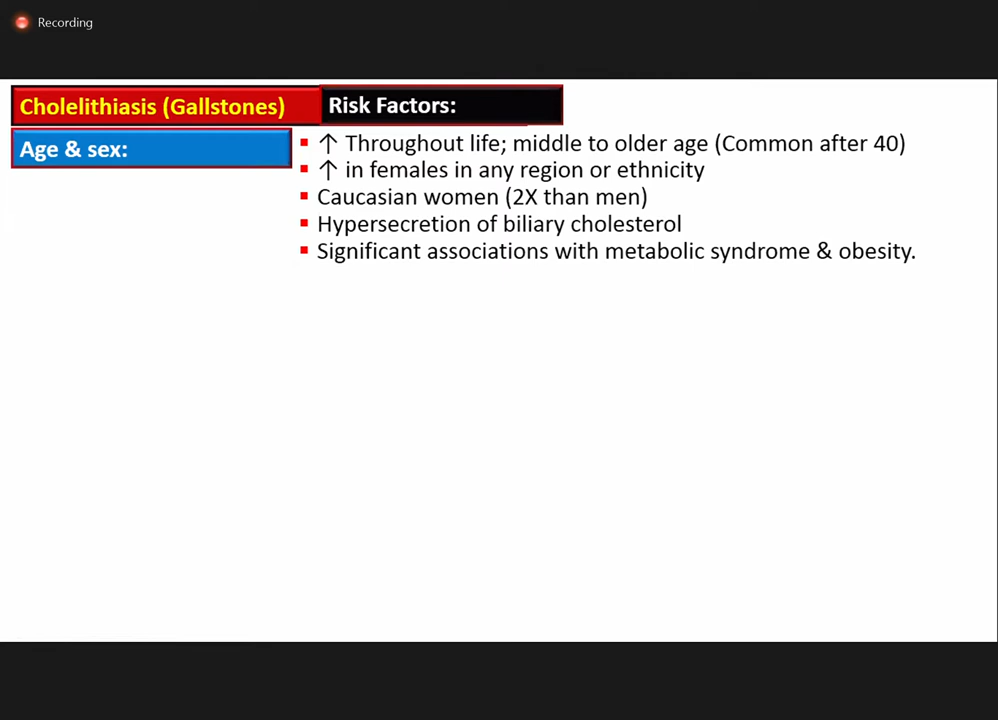 Recording
Cholelithiasis (Gallstones) Risk Factors:
Age & sex:
▪ ↑ Throughout life; middle to older age (Common after 40)
▪ ↑ in females in any region or ethnicity
▪ Caucasian women (2X than men)
▪ Hypersecretion of biliary cholesterol
▪ Significant associations with metabolic syndrome & obesity.